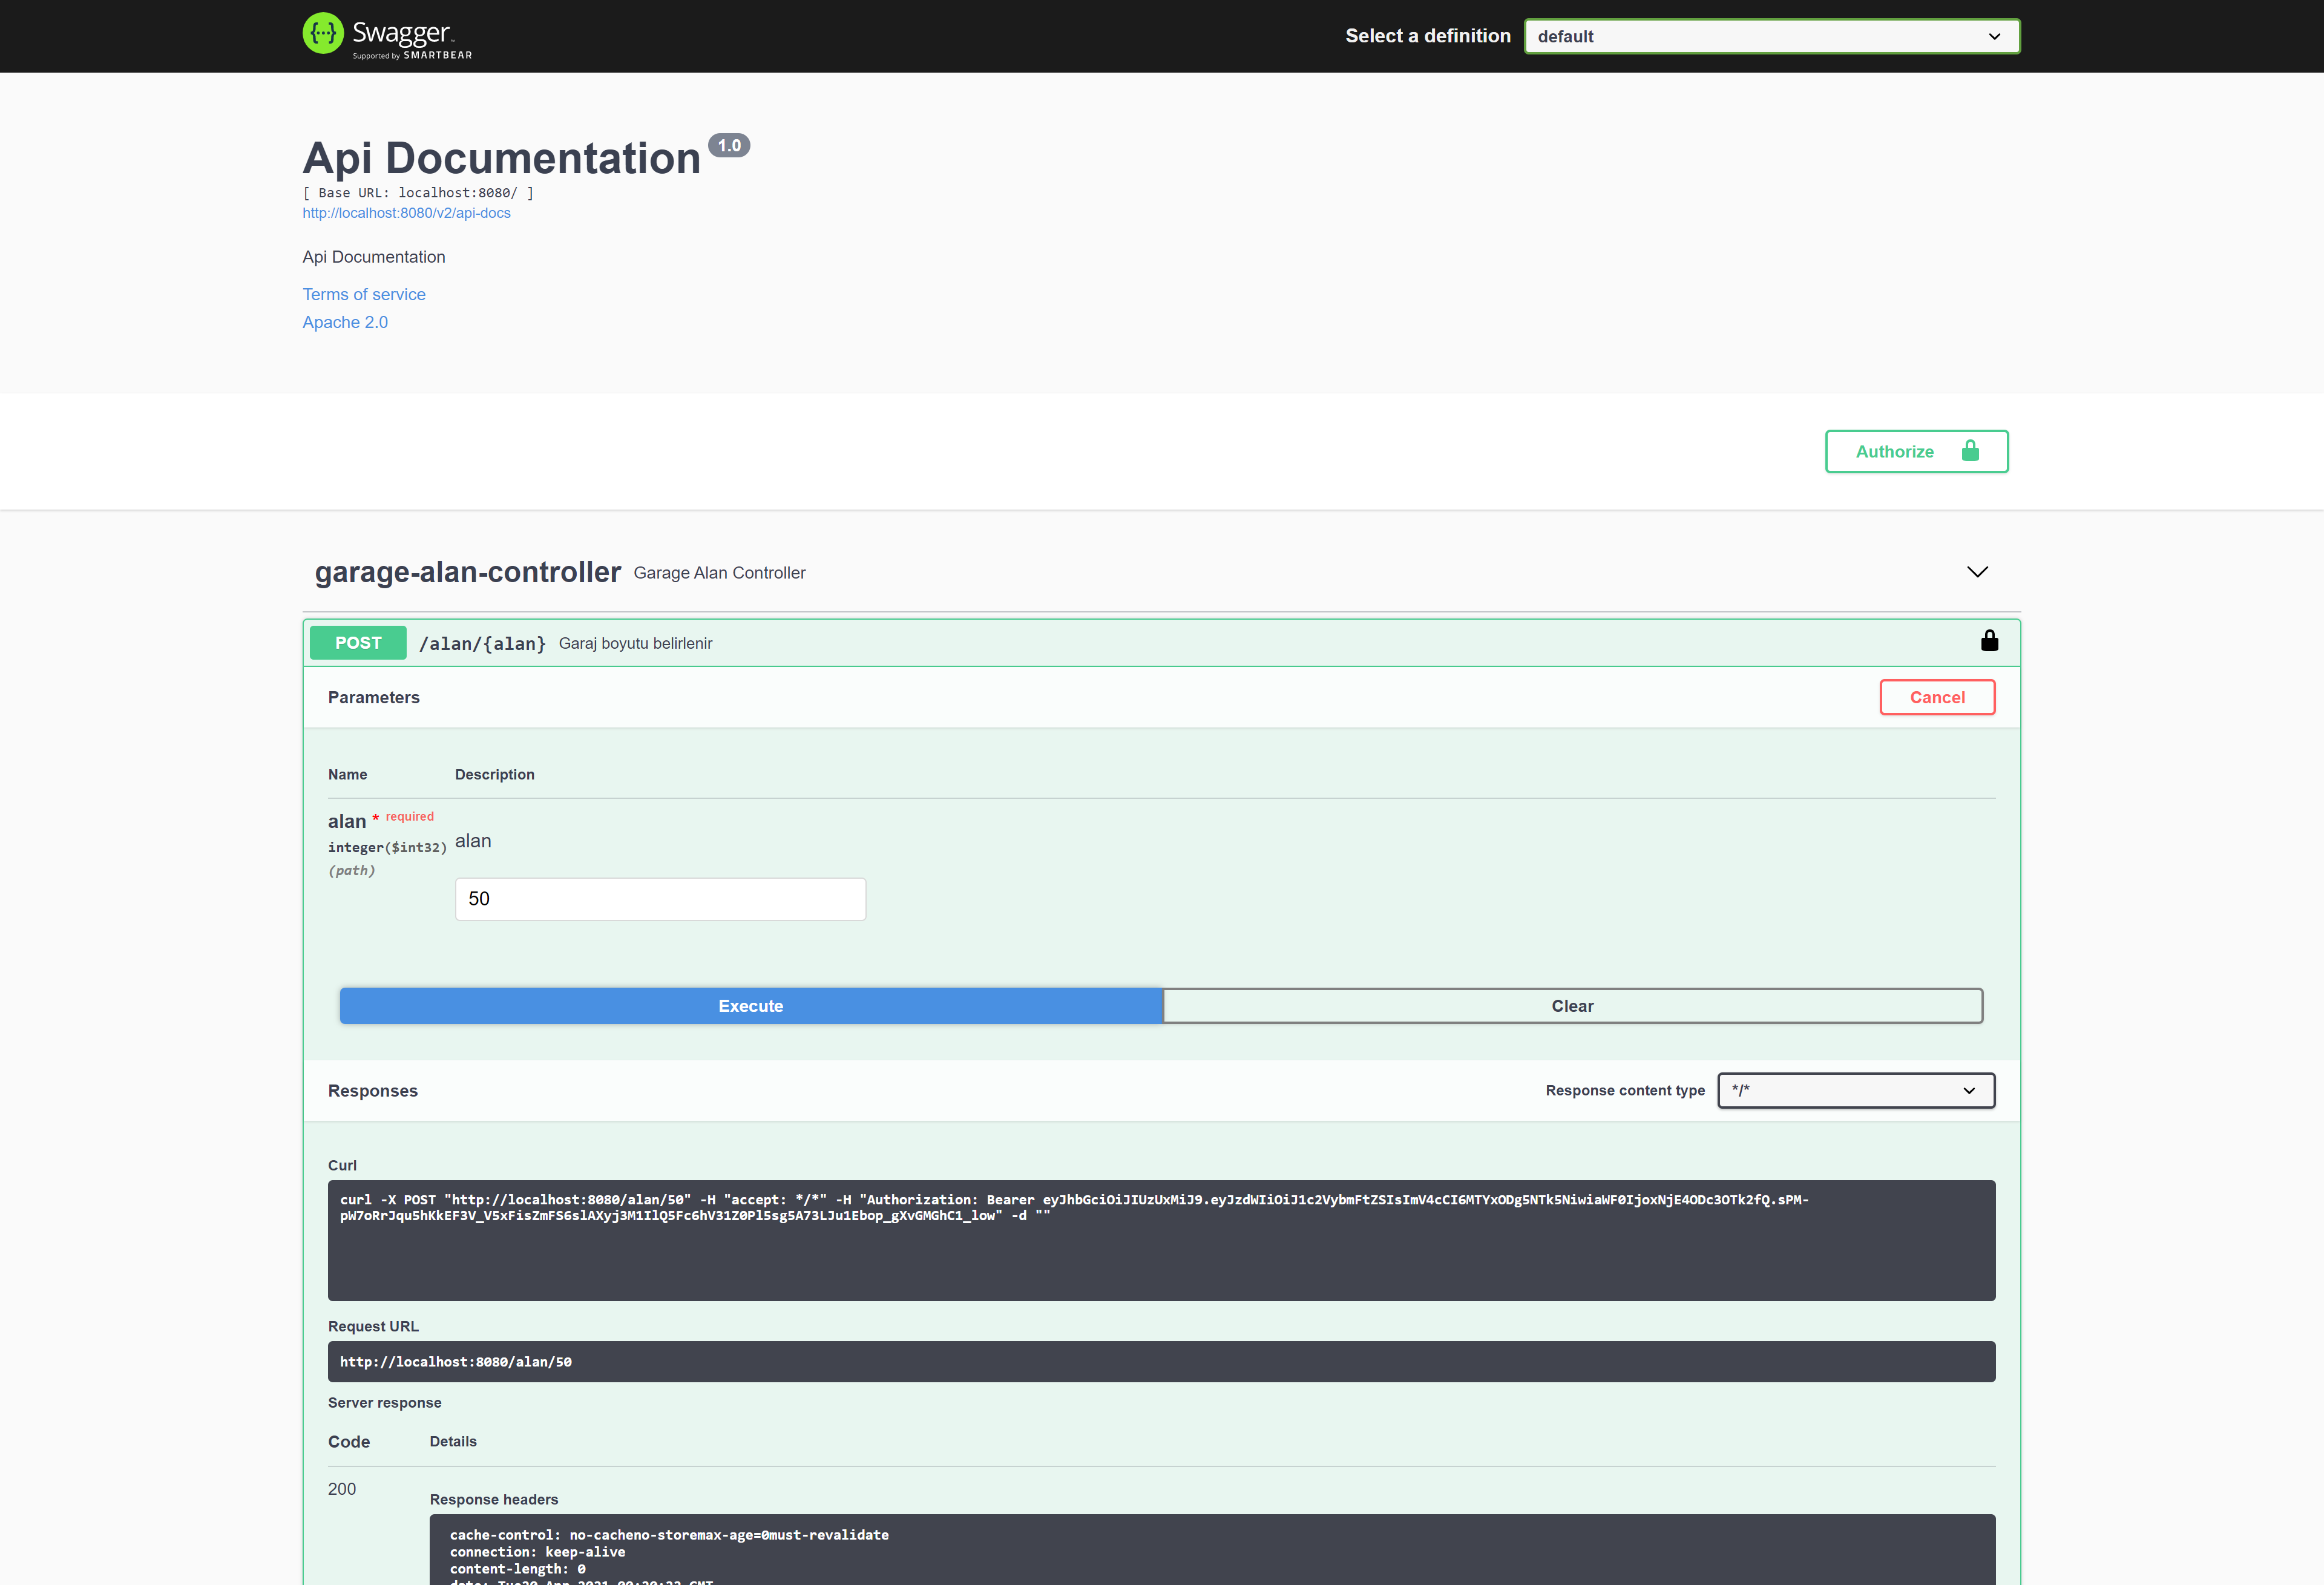 Swagger
Supported by SMARTBEAR
Select a definition
default
Api Documentation 1.0
[ Base URL: localhost:8080/ ]
http://localhost:8080/v2/api-docs
Api Documentation
Terms of service
Apache 2.0
Authorize
garage-alan-controller Garage Alan Controller
POST /alan/{alan} Garaj boyutu belirlenir
Parameters
Cancel
Name Description
alan * required
integer($int32)
(path)
alan
50
Execute
Clear
Responses
Response content type
*/*
Curl
curl -X POST "http://localhost:8080/alan/50" -H "accept: */*" -H "Authorization: Bearer eyJhbGciOiJIUzUxMiJ9.eyJzdWIiOiJ1c2VybmFtZSIsImV4cCI6MTYxODg5NTk5NiwiaWF0IjoxNjE4ODc3OTk2fQ.sPM-
pW7oRrJqu5hKkEF3V_V5xFisZmFS6slAXyj3M1IlQ5Fc6hV31Z0Pl5sg5A73LJu1Ebop_gXvGMGhC1_low" -d ""
Request URL
http://localhost:8080/alan/50
Server response
Code Details
200
Response headers
cache-control: no-cacheno-storemax-age=0must-revalidate
connection: keep-alive
content-length: 0